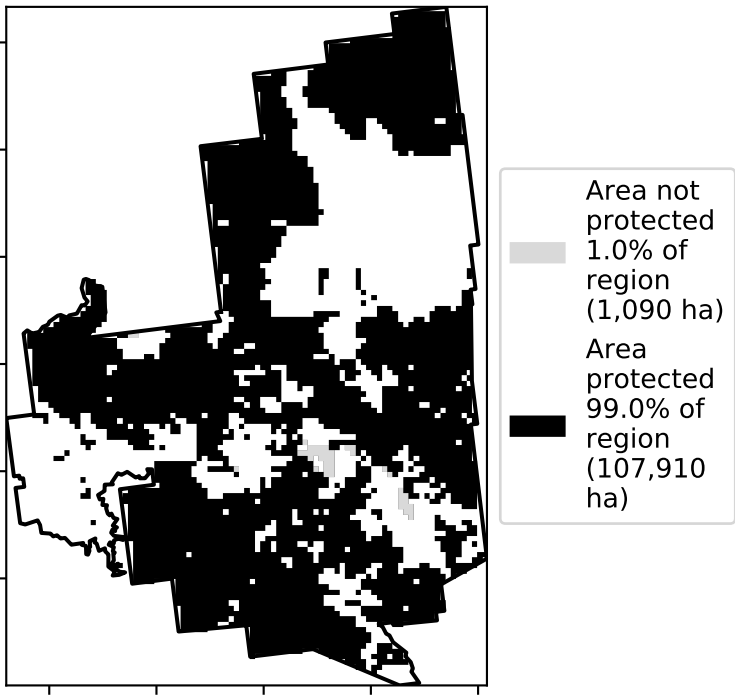 Area not
protected
1.0% of
region
(1,090 ha)
Area
protected
99.0% of
region
(107,910
ha)